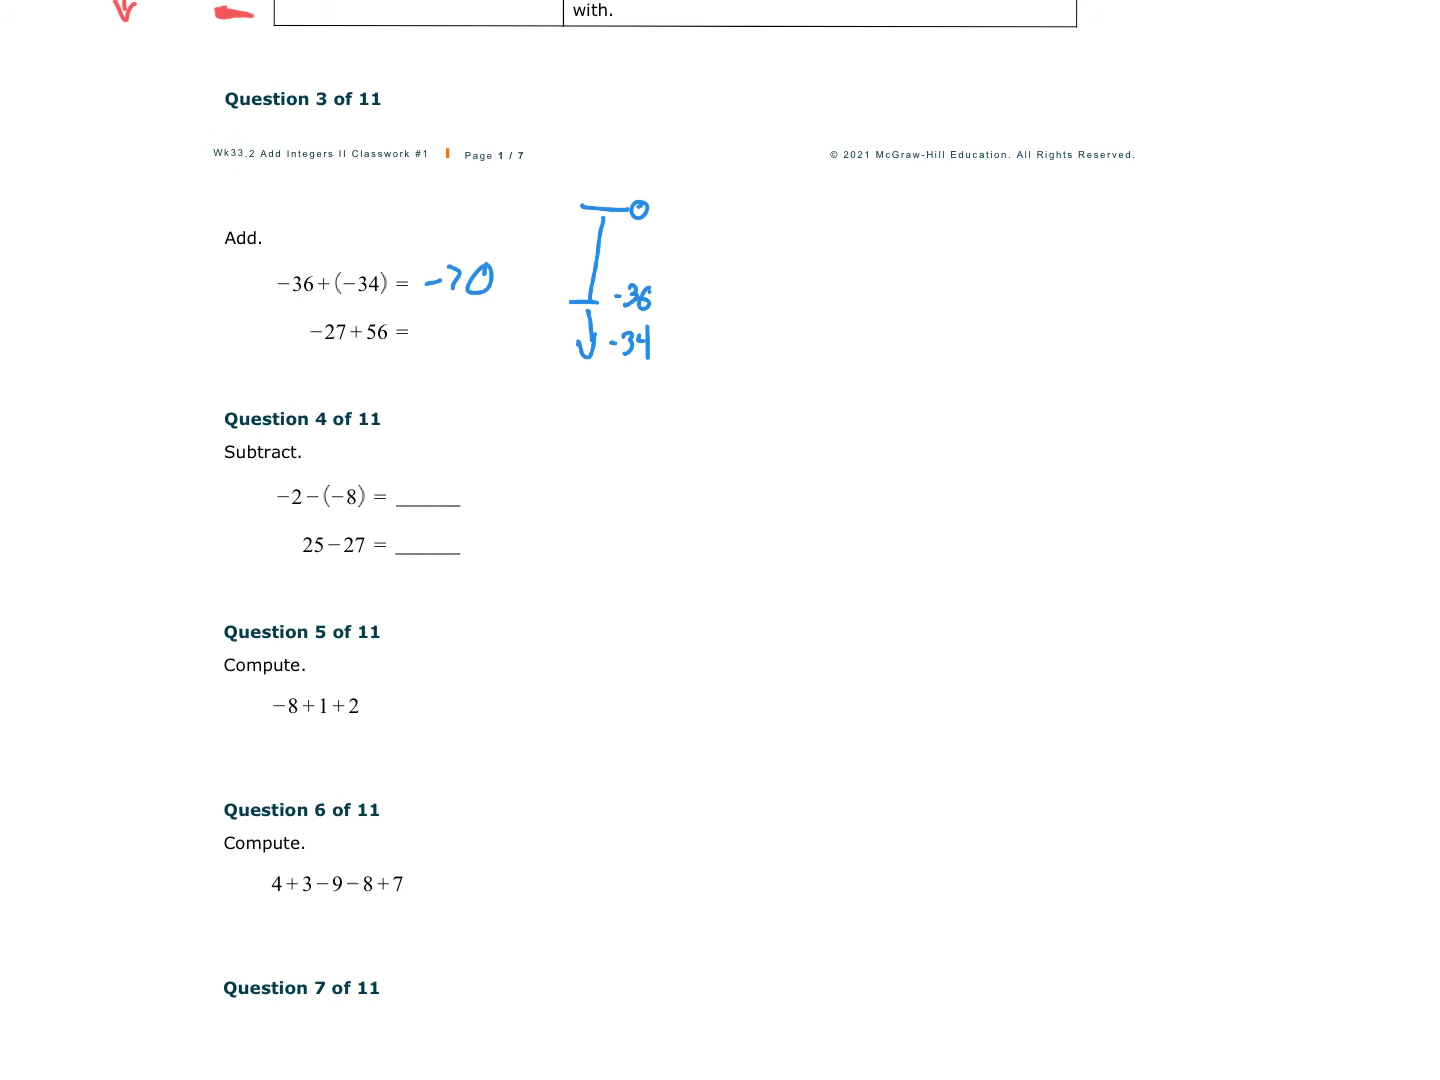 with.
Question 3 of 11
Wk33.2 Add Integers II Classwork #1 Page 1 / 7 © 2021 McGraw-Hill Education. All Rights Reserved.
0
Add.
−36+(−34) = -70
-36
−27+56 =
-34
Question 4 of 11
Subtract.
−2−(−8) = ______
25−27 = ______
Question 5 of 11
Compute.
−8+1+2
Question 6 of 11
Compute.
4+3−9−8+7
Question 7 of 11